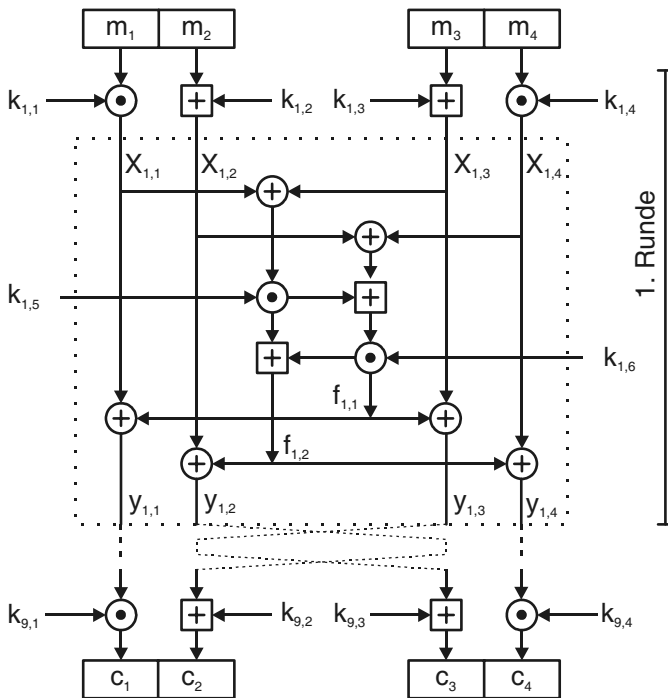 m1 m2 m3 m4
k1,1 k1,2 k1,3 k1,4
X1,1 X1,2 X1,3 X1,4
1. Runde
k1,5
k1,6
f1,1
f1,2
y1,1 y1,2 y1,3 y1,4
k9,1 k9,2 k9,3 k9,4
c1 c2 c3 c4